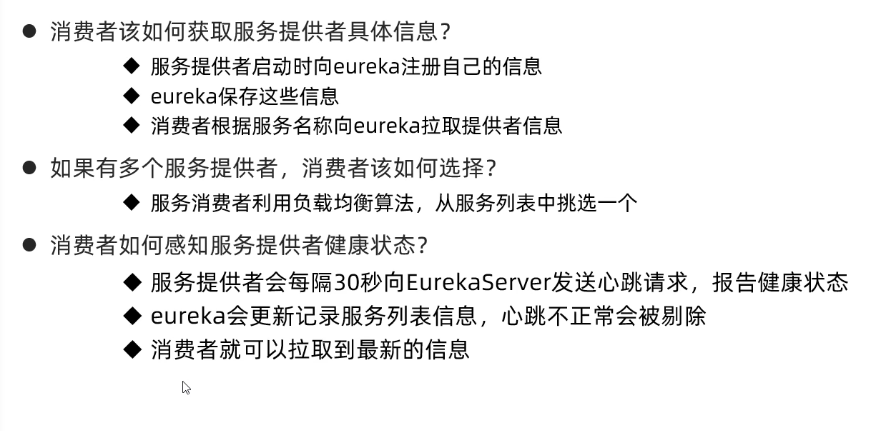 消费者该如何获取服务提供者具体信息？
服务提供者启动时向eureka注册自己的信息
eureka保存这些信息
消费者根据服务名称向eureka拉取提供者信息
如果有多个服务提供者，消费者该如何选择？
服务消费者利用负载均衡算法，从服务列表中挑选一个
消费者如何感知服务提供者健康状态？
服务提供者会每隔30秒向EurekaServer发送心跳请求，报告健康状态
eureka会更新记录服务列表信息，心跳不正常会被剔除
消费者就可以拉取到最新的信息